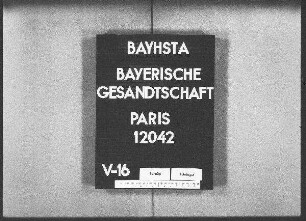 BAYHSTA
BAYERISCHE
GESANDTSCHAFT
PARIS
12042
V-16